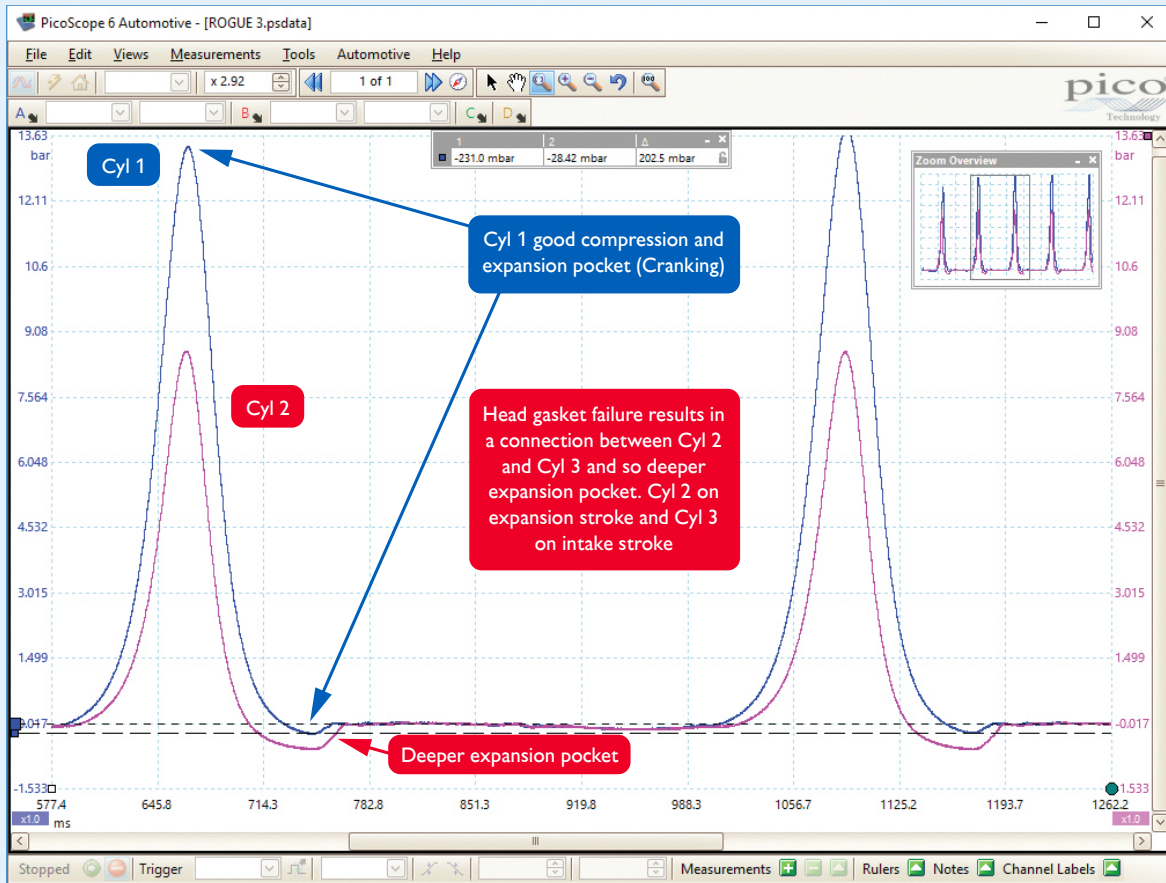 PicoScope 6 Automotive - [ROGUE 3.psdata]
File Edit Views Measurements Tools Automotive Help
x 2.92 1 of 1
A B C D
pico
Technology
13.63
bar
12.11
10.6
9.08
7.564
6.048
4.532
3.015
1.499
-0.017
-1.533
Cyl 1
1 2 Δ
-231.0 mbar -28.42 mbar 202.5 mbar
Zoom Overview
Cyl 1 good compression and
expansion pocket (Cranking)
Cyl 2
Head gasket failure results in
a connection between Cyl 2
and Cyl 3 and so deeper
expansion pocket. Cyl 2 on
expansion stroke and Cyl 3
on intake stroke
Deeper expansion pocket
13.63
bar
12.11
10.6
9.08
7.564
6.048
4.532
3.015
1.499
-0.017
1.533
577.4 645.8 714.3 782.8 851.3 919.8 988.3 1056.7 1125.2 1193.7 1262.2
x1.0 ms x1.0
Stopped Trigger Measurements Rulers Notes Channel Labels